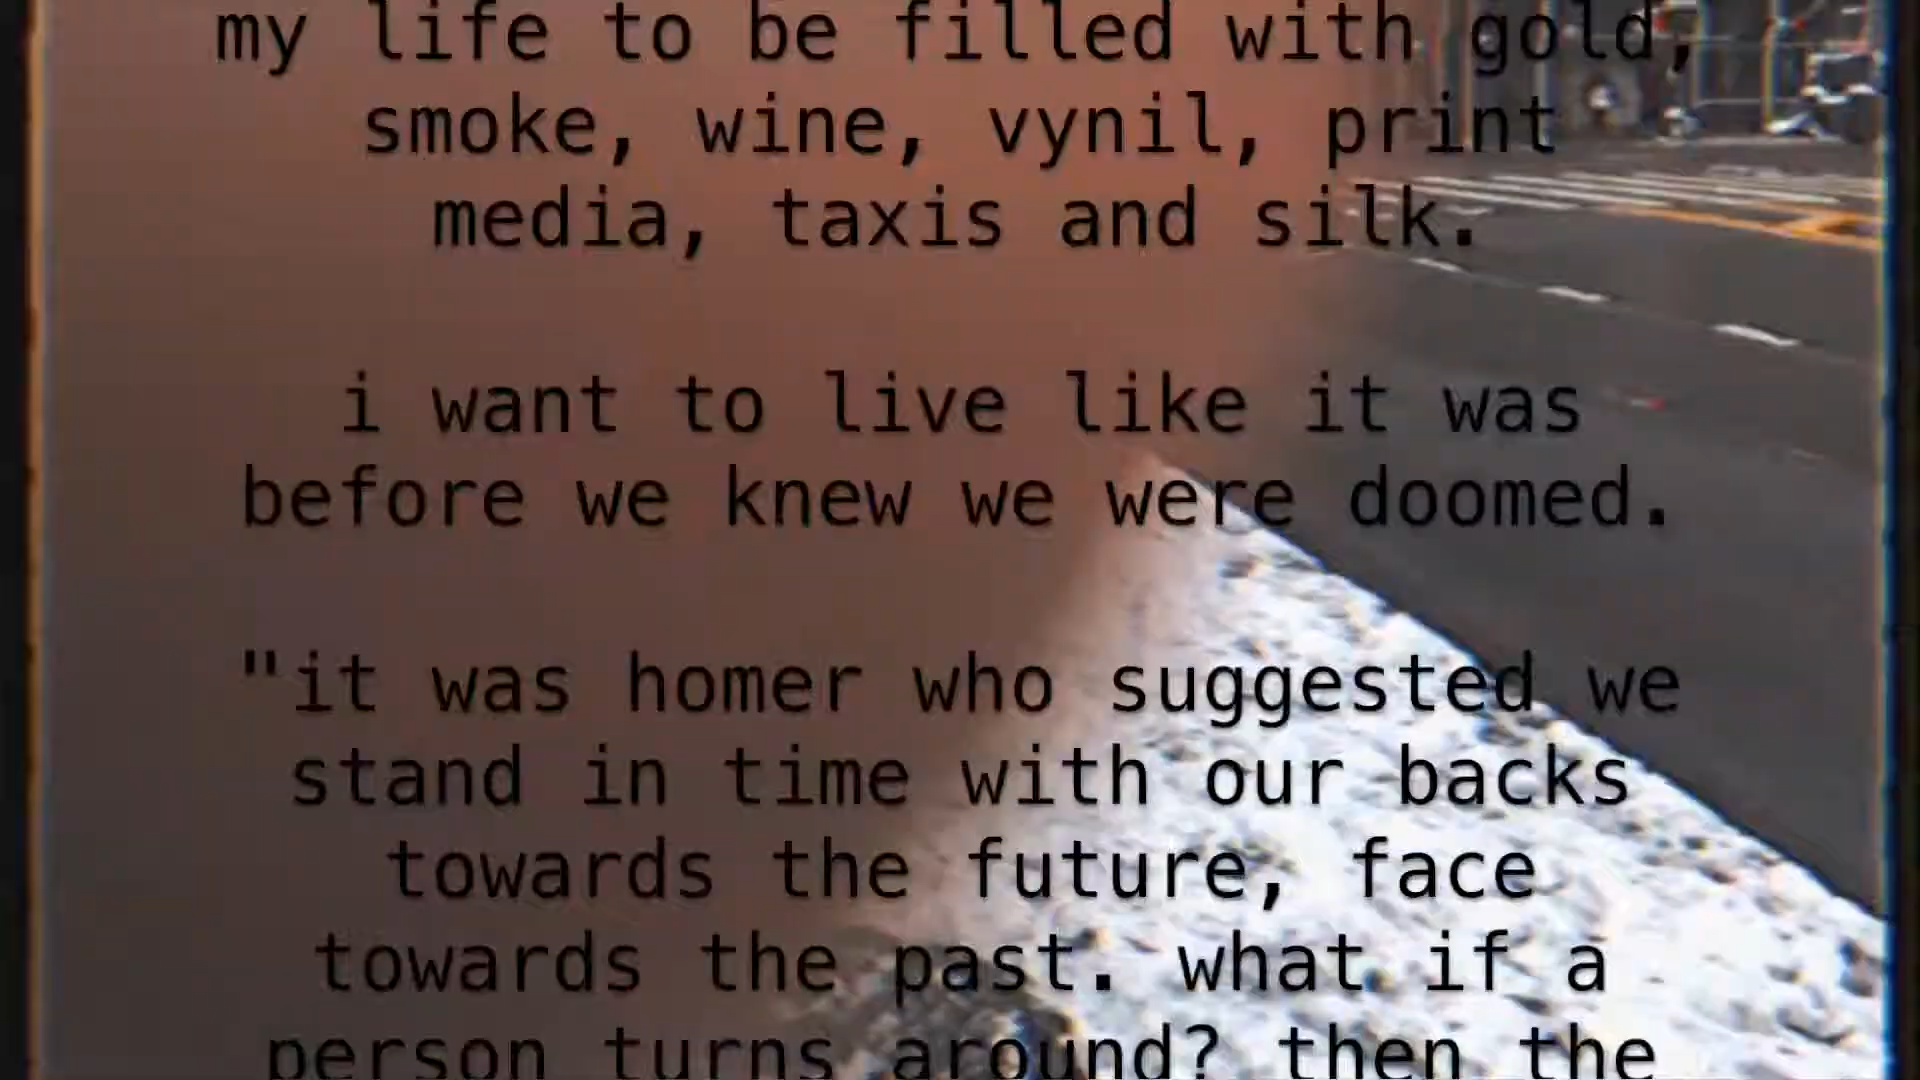 my life to be filled with gold,
smoke, wine, vynil, print
media, taxis and silk.
i want to live like it was
before we knew we were doomed.
"it was homer who suggested we
stand in time with our backs
towards the future, face
towards the past. what if a
person turns around? then the